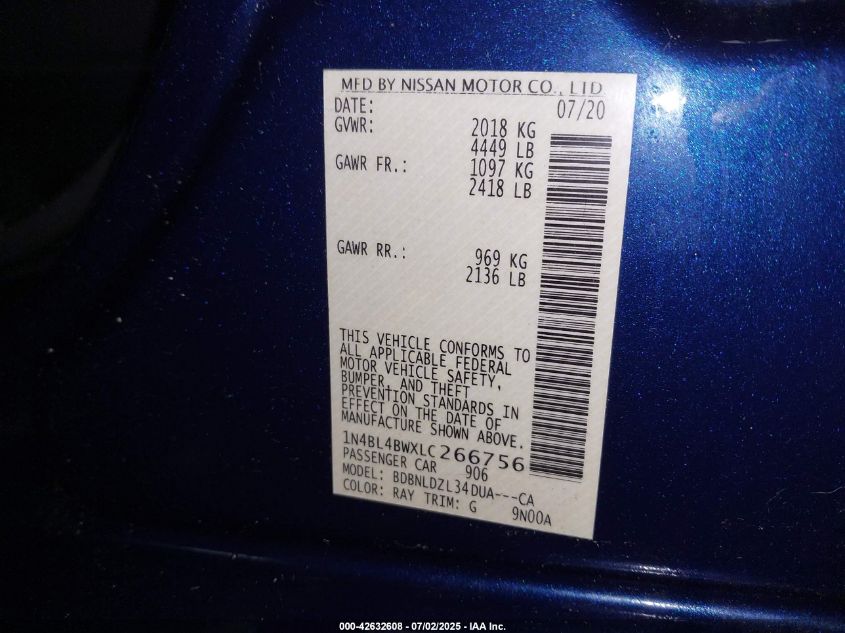 MFD BY NISSAN MOTOR CO., LTD.
DATE: 07/20
GVWR: 2018 KG
4449 LB
GAWR FR.: 1097 KG
2418 LB
GAWR RR.: 969 KG
2136 LB
THIS VEHICLE CONFORMS TO
ALL APPLICABLE FEDERAL
MOTOR VEHICLE SAFETY,
BUMPER, AND THEFT
PREVENTION STANDARDS IN
EFFECT ON THE DATE OF
MANUFACTURE SHOWN ABOVE.
1N4BL4BWXLC266756
PASSENGER CAR 906
MODEL: BDBNLDZL34DUA---CA
COLOR: RAY TRIM: G 9N00A
000-42632608 - 07/02/2025 - IAA Inc.